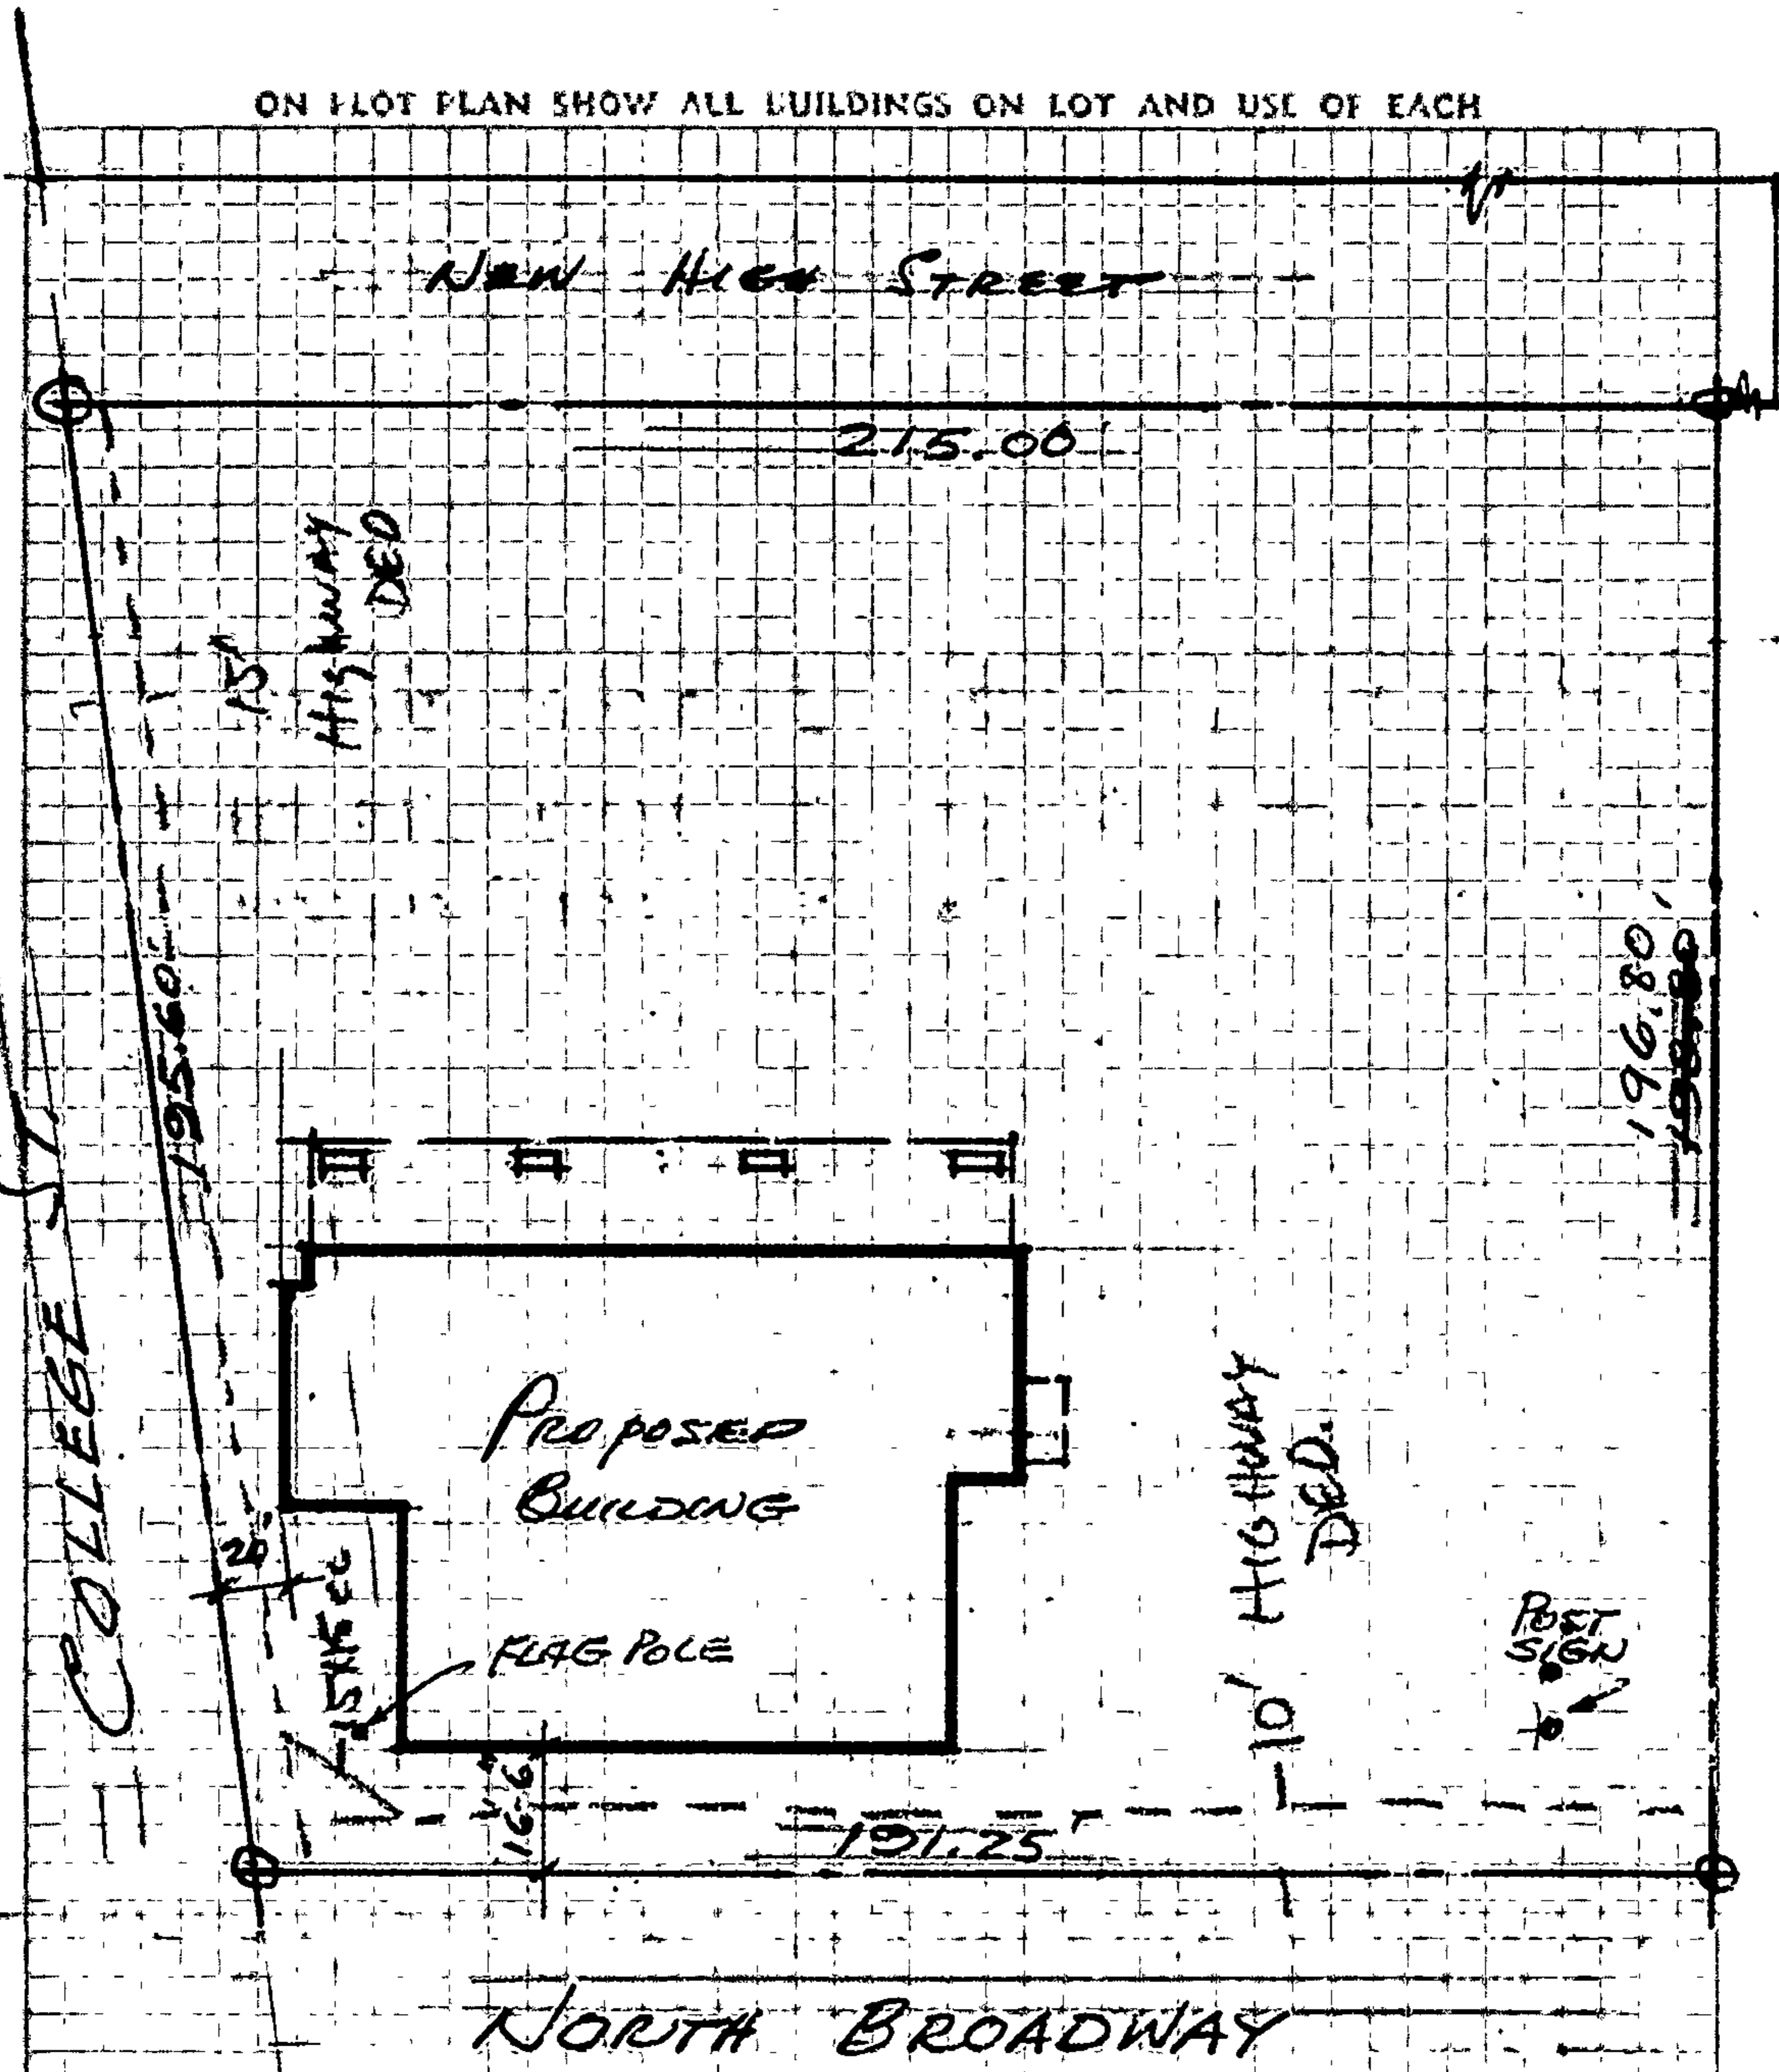 ON PLOT PLAN SHOW ALL BUILDINGS ON LOT AND USE OF EACH
NEW HIGH STREET
215.00'
15'
HIGHWAY
DED
195.60'
196.80'
COLLEGE ST.
PROPOSED
BUILDING
20'
15X15 CC
FLAG POLE
10' HIGHWAY
DED.
POST
SIGN
16'-6"
191.25'
NORTH BROADWAY